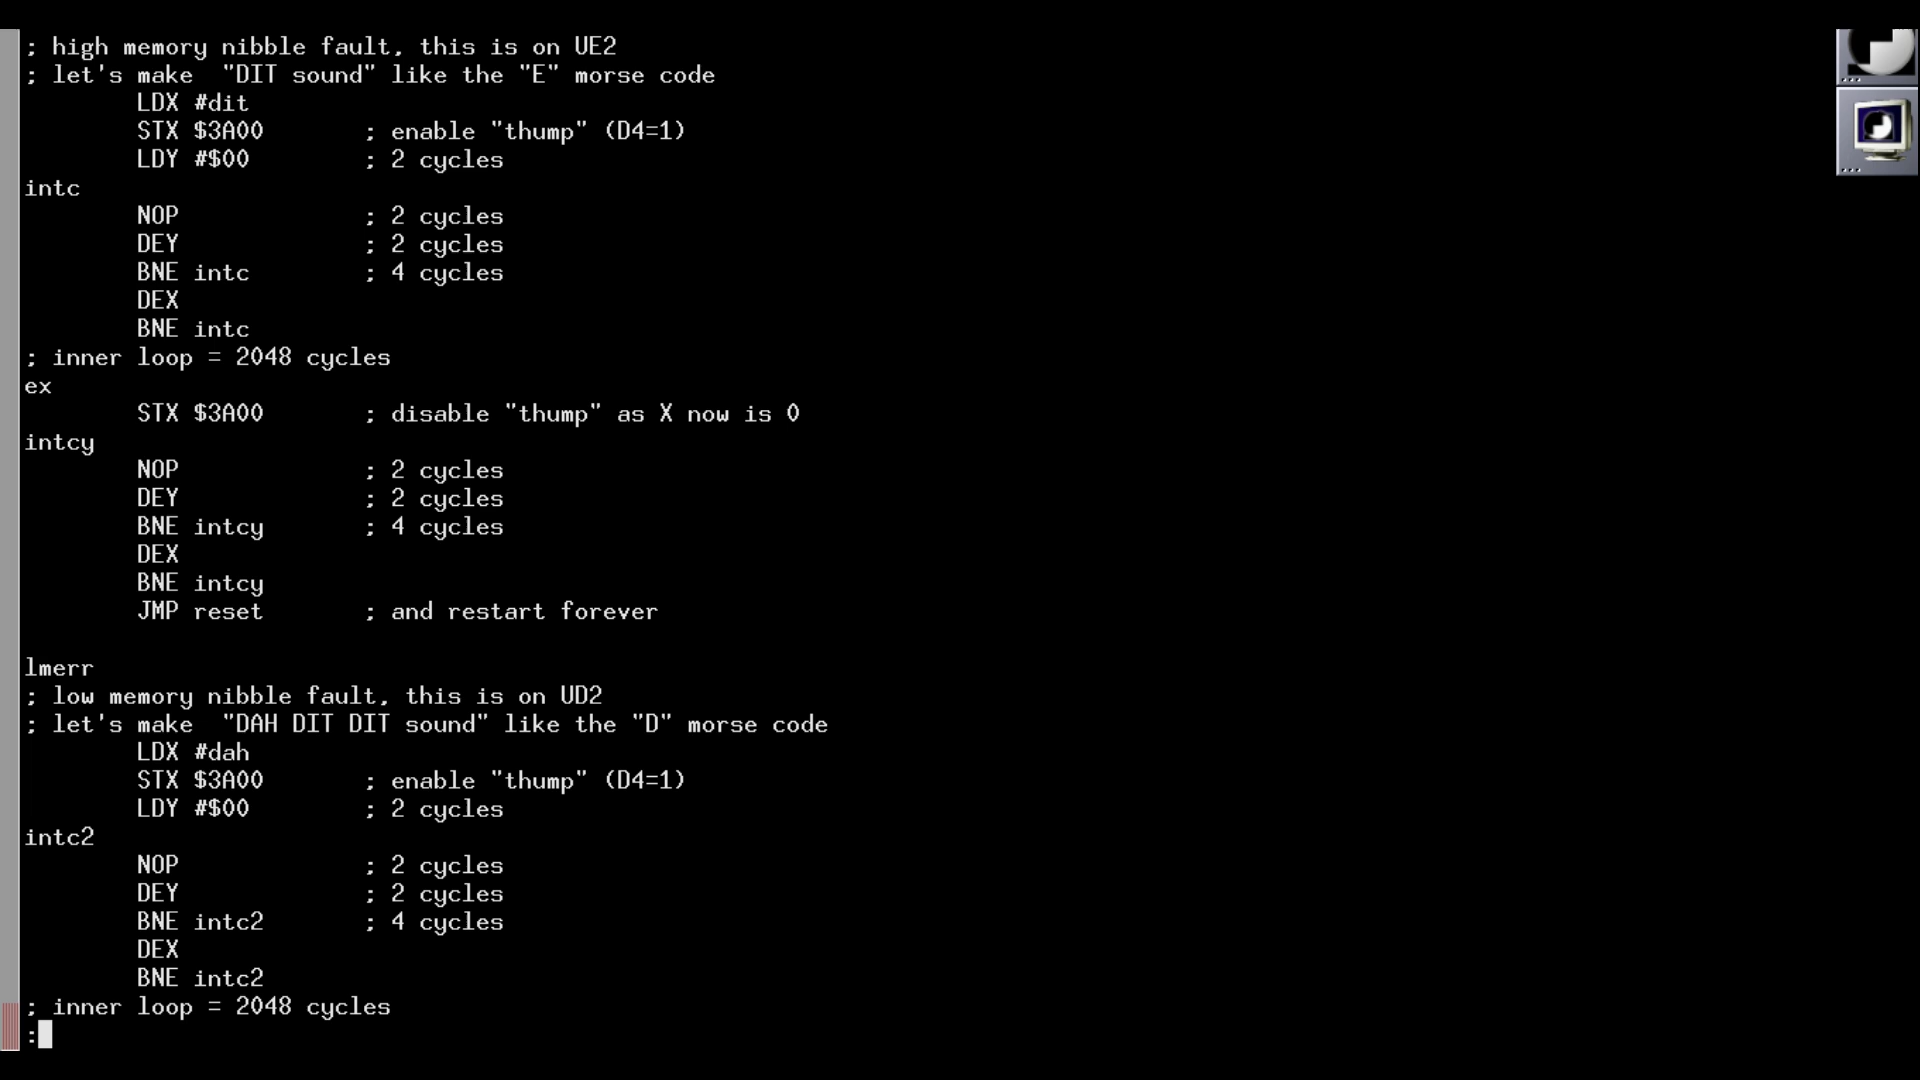 ; high memory nibble fault, this is on UE2
; let's make  "DIT sound" like the "E" morse code
        LDX #dit
        STX $3A00       ; enable "thump" (D4=1)
        LDY #$00        ; 2 cycles
intc
        NOP             ; 2 cycles
        DEY             ; 2 cycles
        BNE intc        ; 4 cycles
        DEX
        BNE intc
; inner loop = 2048 cycles
ex
        STX $3A00       ; disable "thump" as X now is 0
intcy
        NOP             ; 2 cycles
        DEY             ; 2 cycles
        BNE intcy       ; 4 cycles
        DEX
        BNE intcy
        JMP reset       ; and restart forever

lmerr
; low memory nibble fault, this is on UD2
; let's make  "DAH DIT DIT sound" like the "D" morse code
        LDX #dah
        STX $3A00       ; enable "thump" (D4=1)
        LDY #$00        ; 2 cycles
intc2
        NOP             ; 2 cycles
        DEY             ; 2 cycles
        BNE intc2       ; 4 cycles
        DEX
        BNE intc2
; inner loop = 2048 cycles
: